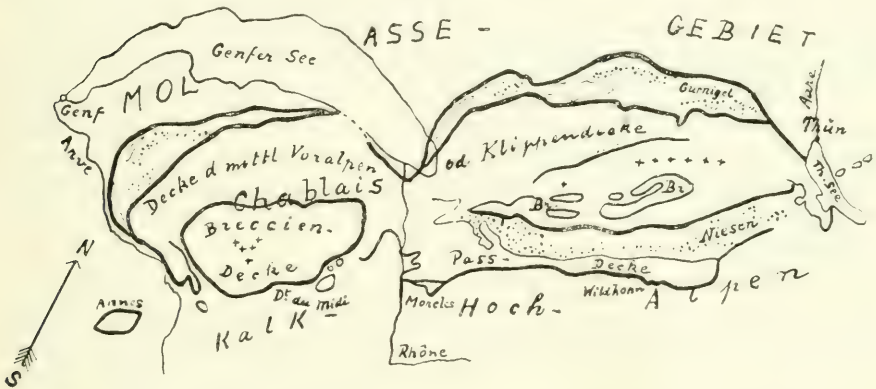 MOL ASSE - GEBIET
Genfer See
Genf
Arve
Gurnigel
Aare
Thun
Th. See
Decke d. mittl Voralpen od. Klippendecke
Chablais
Breccien-
Decke
Br
Br
Niesen
N
S
Annes
Dt. du Midi
Pass-
Decke
Morcles
Wildhorn
Kalk - Hoch - Alpen
Rhône